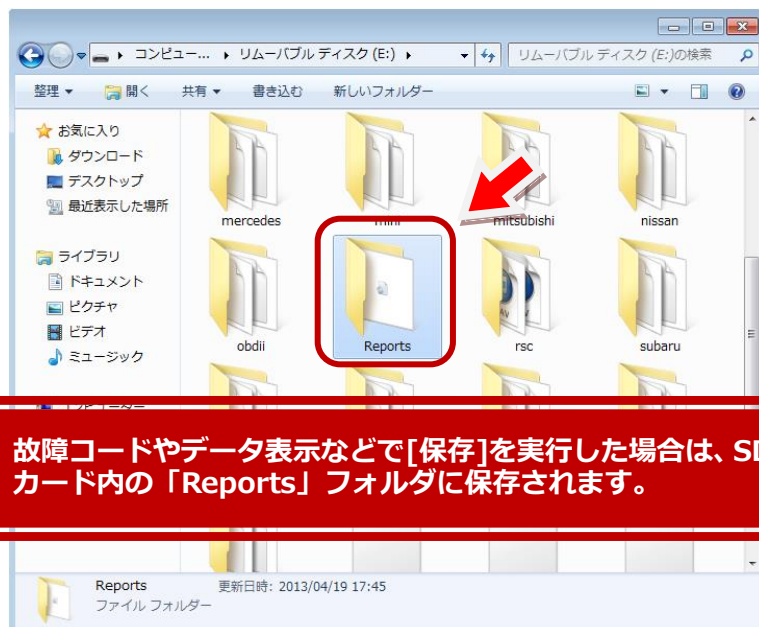 コンピュー... リムーバブル ディスク (E:) リムーバブル ディスク (E:)の検索
整理 開く 共有 書き込む 新しいフォルダー
お気に入り
ダウンロード
デスクトップ
最近表示した場所
ライブラリ
ドキュメント
ピクチャ
ビデオ
ミュージック
mercedes mini mitsubishi nissan
obdii Reports rsc subaru
故障コードやデータ表示などで[保存]を実行した場合は、SD
カード内の「Reports」フォルダに保存されます。
Reports 更新日時: 2013/04/19 17:45
ファイル フォルダー